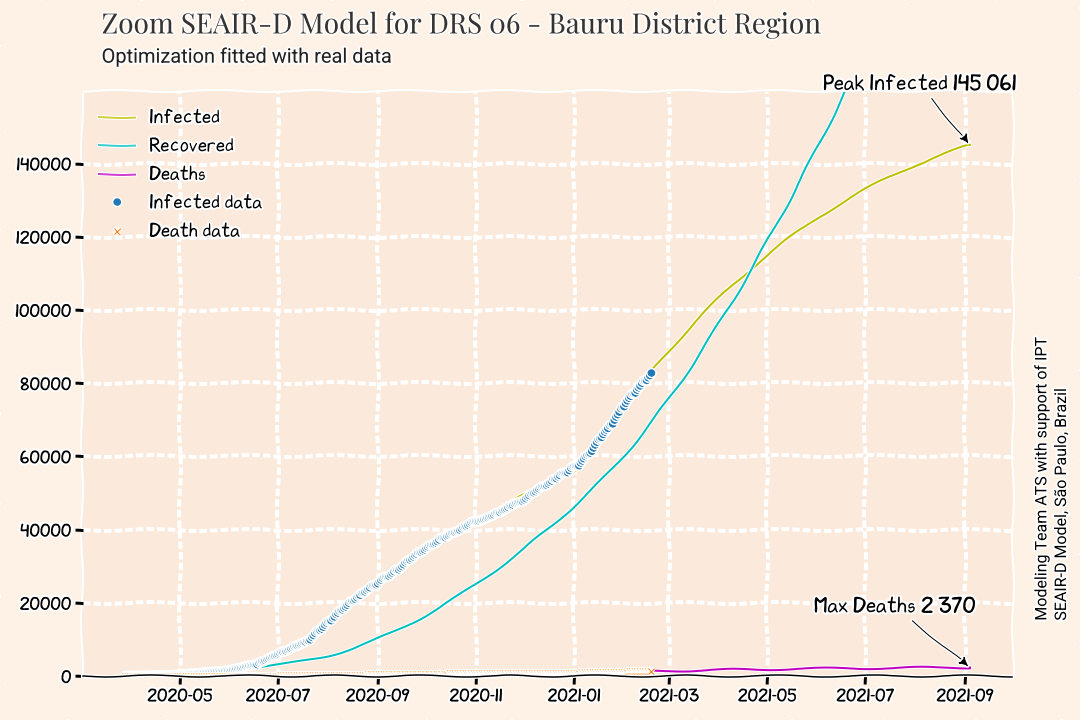 Zoom SEAIR-D Model for DRS 06 - Bauru District Region
Optimization fitted with real data
Peak Infected 145 061
Infected
Recovered
Deaths
Infected data
Death data
140000
120000
100000
80000
60000
40000
20000
0
Max Deaths 2 370
2020-05
2020-07
2020-09
2020-11
2021-01
2021-03
2021-05
2021-07
2021-09
Modeling Team ATS with support of IPT
SEAIR-D Model, São Paulo, Brazil